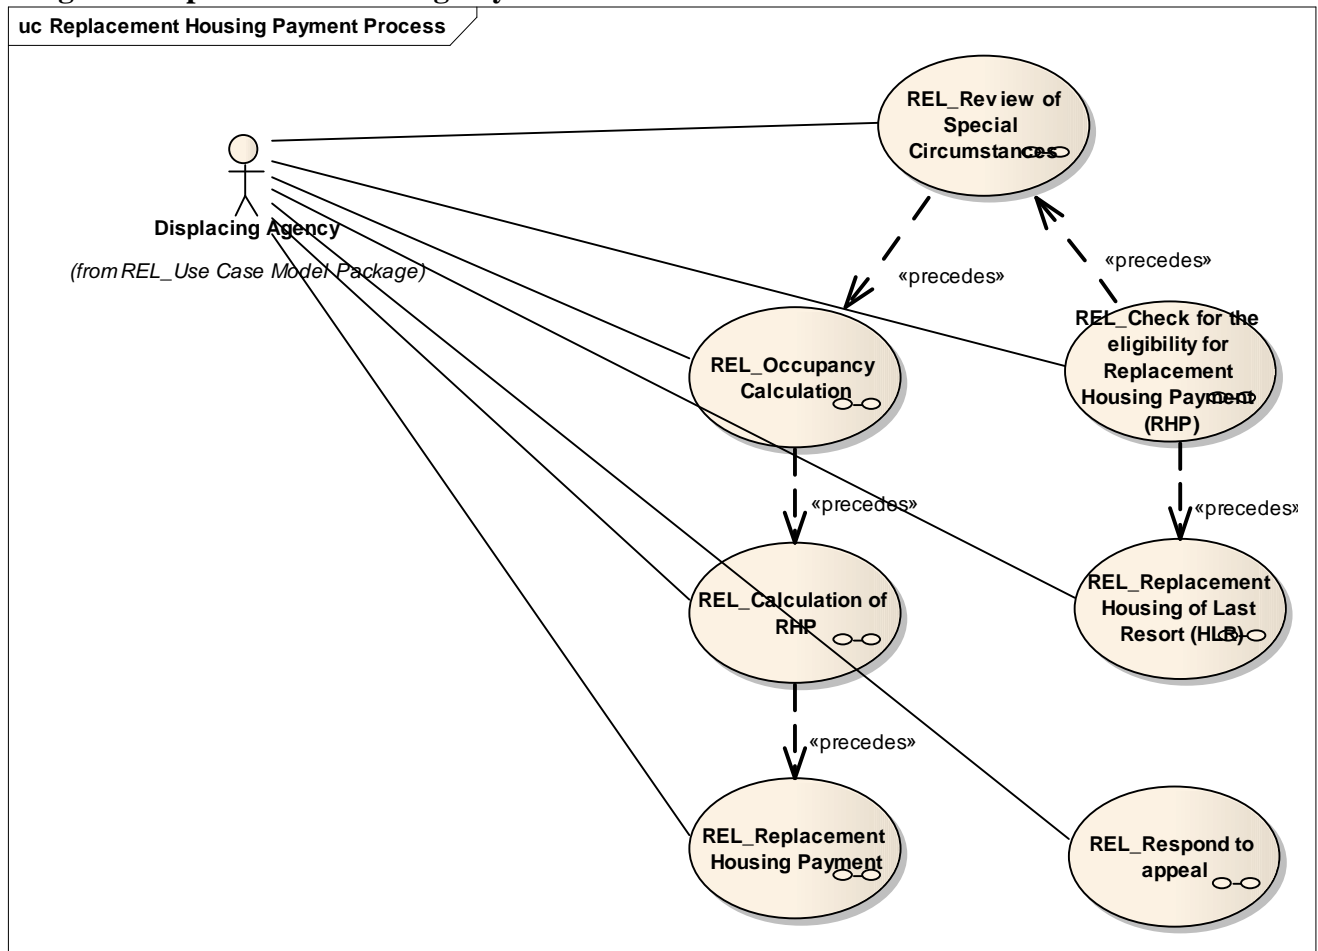 uc Replacement Housing Payment Process
REL_Review of
Special
Circumstances
Displacing Agency
(from REL_Use Case Model Package)
«precedes»
«precedes»
REL_Check for the
eligibility for
Replacement
Housing Payment
(RHP)
REL_Occupancy
Calculation
«precedes»
«precedes»
REL_Calculation of
RHP
REL_Replacement
Housing of Last
Resort (HLR)
«precedes»
REL_Replacement
Housing Payment
REL_Respond to
appeal